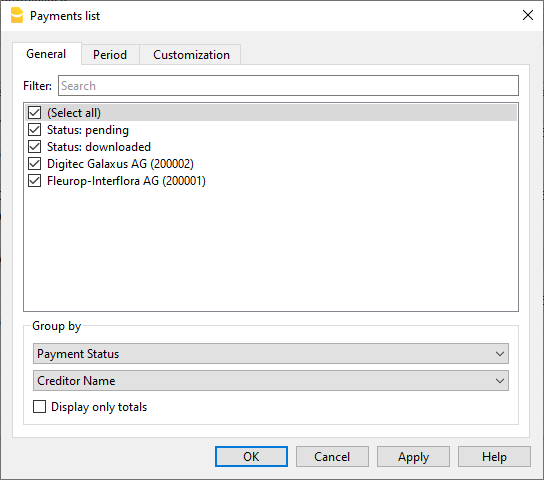 Payments list
General
Period
Customization
Filter:
Search
(Select all)
Status: pending
Status: downloaded
Digitec Galaxus AG (200002)
Fleurop-Interflora AG (200001)
Group by
Payment Status
Creditor Name
Display only totals
OK
Cancel
Apply
Help